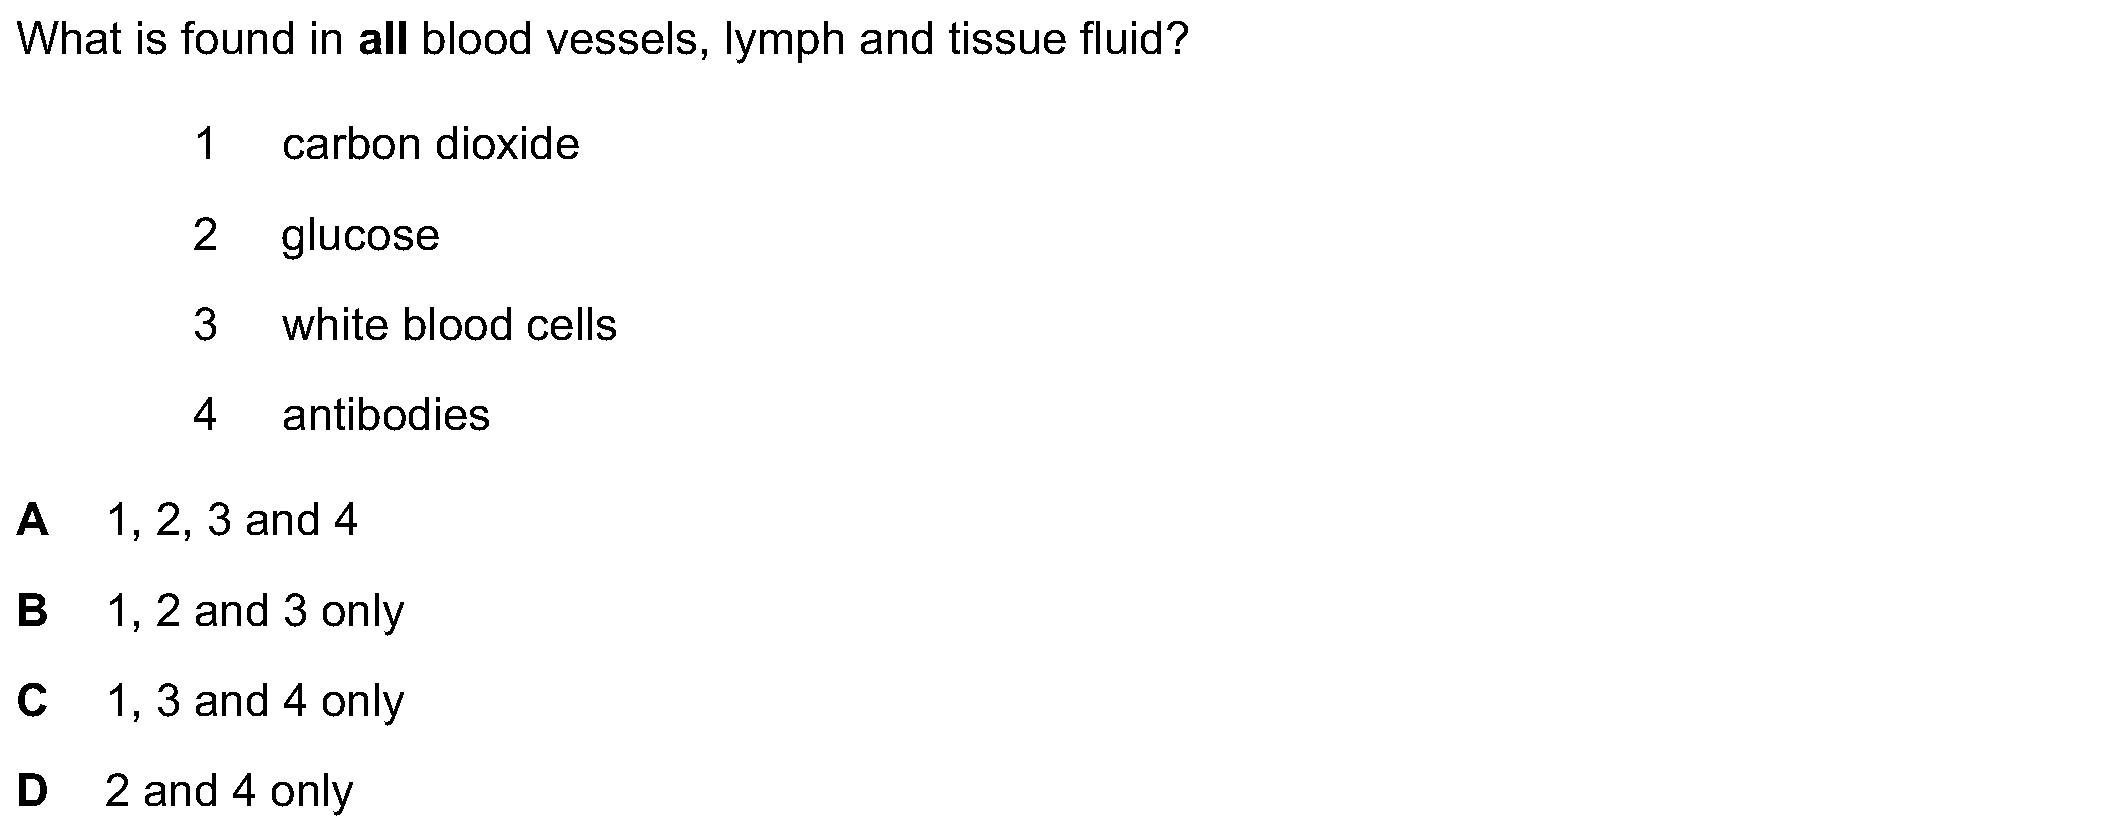 What is found in all blood vessels, lymph and tissue fluid?
1 carbon dioxide
2 glucose
3 white blood cells
4 antibodies
A 1, 2, 3 and 4
B 1, 2 and 3 only
C 1, 3 and 4 only
D 2 and 4 only